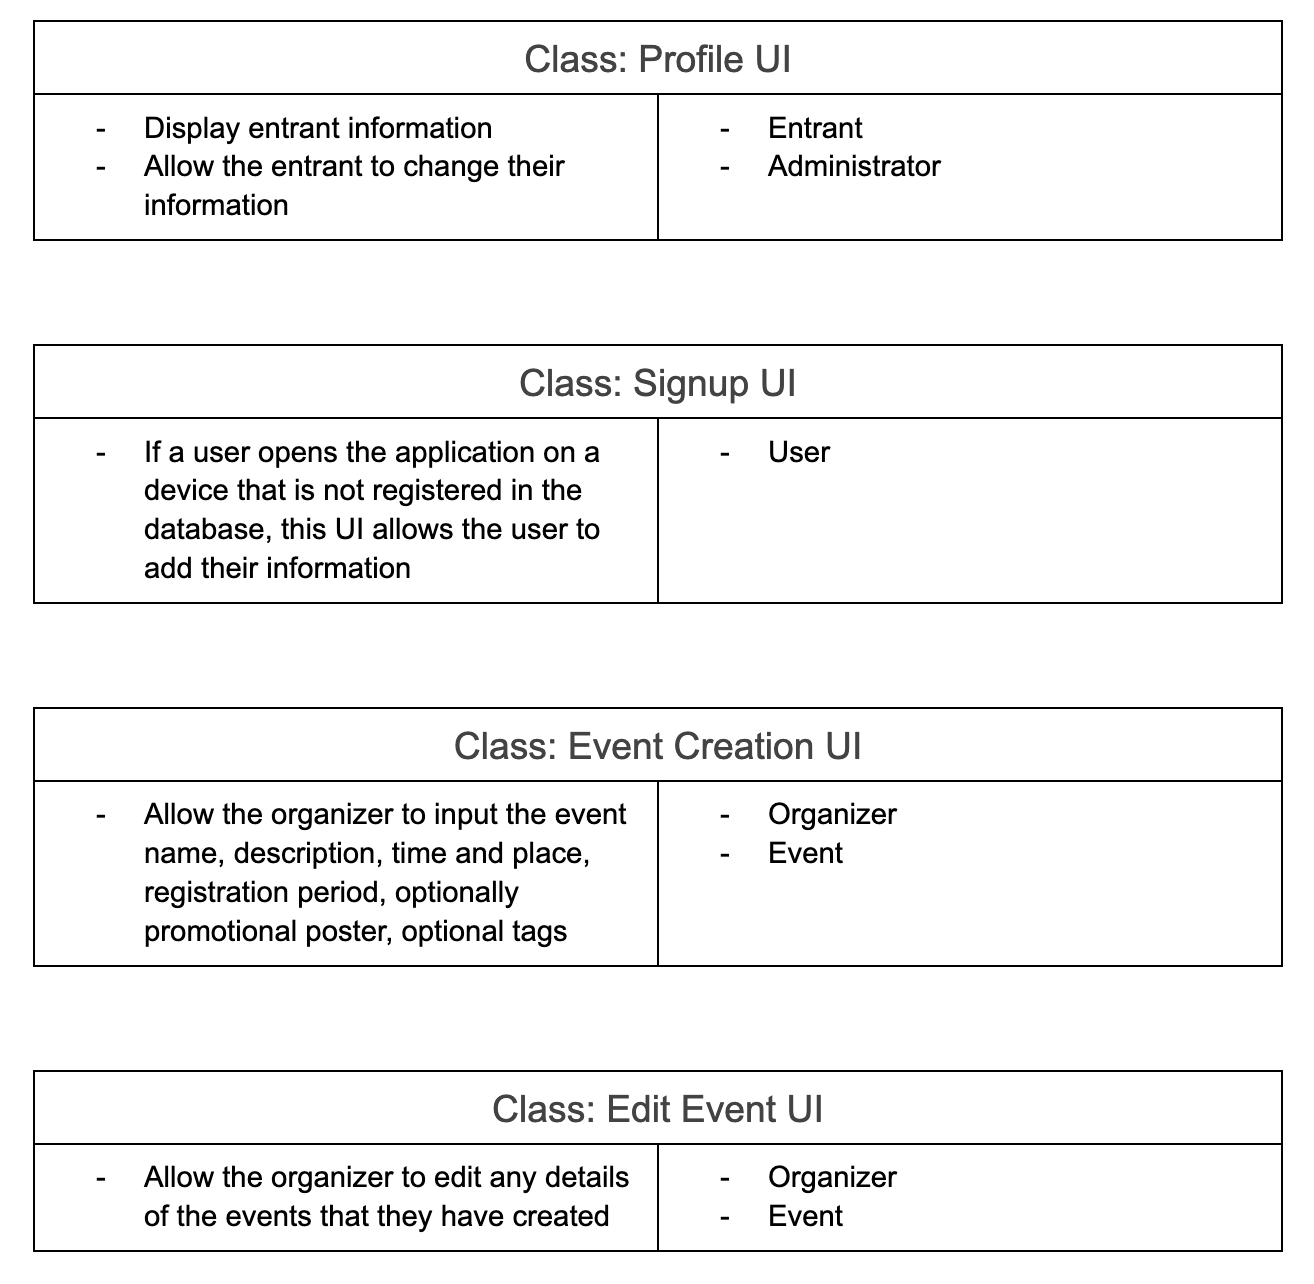 Class: Profile UI
- Display entrant information
- Allow the entrant to change their
information
- Entrant
- Administrator
Class: Signup UI
- If a user opens the application on a
device that is not registered in the
database, this UI allows the user to
add their information
- User
Class: Event Creation UI
- Allow the organizer to input the event
name, description, time and place,
registration period, optionally
promotional poster, optional tags
- Organizer
- Event
Class: Edit Event UI
- Allow the organizer to edit any details
of the events that they have created
- Organizer
- Event